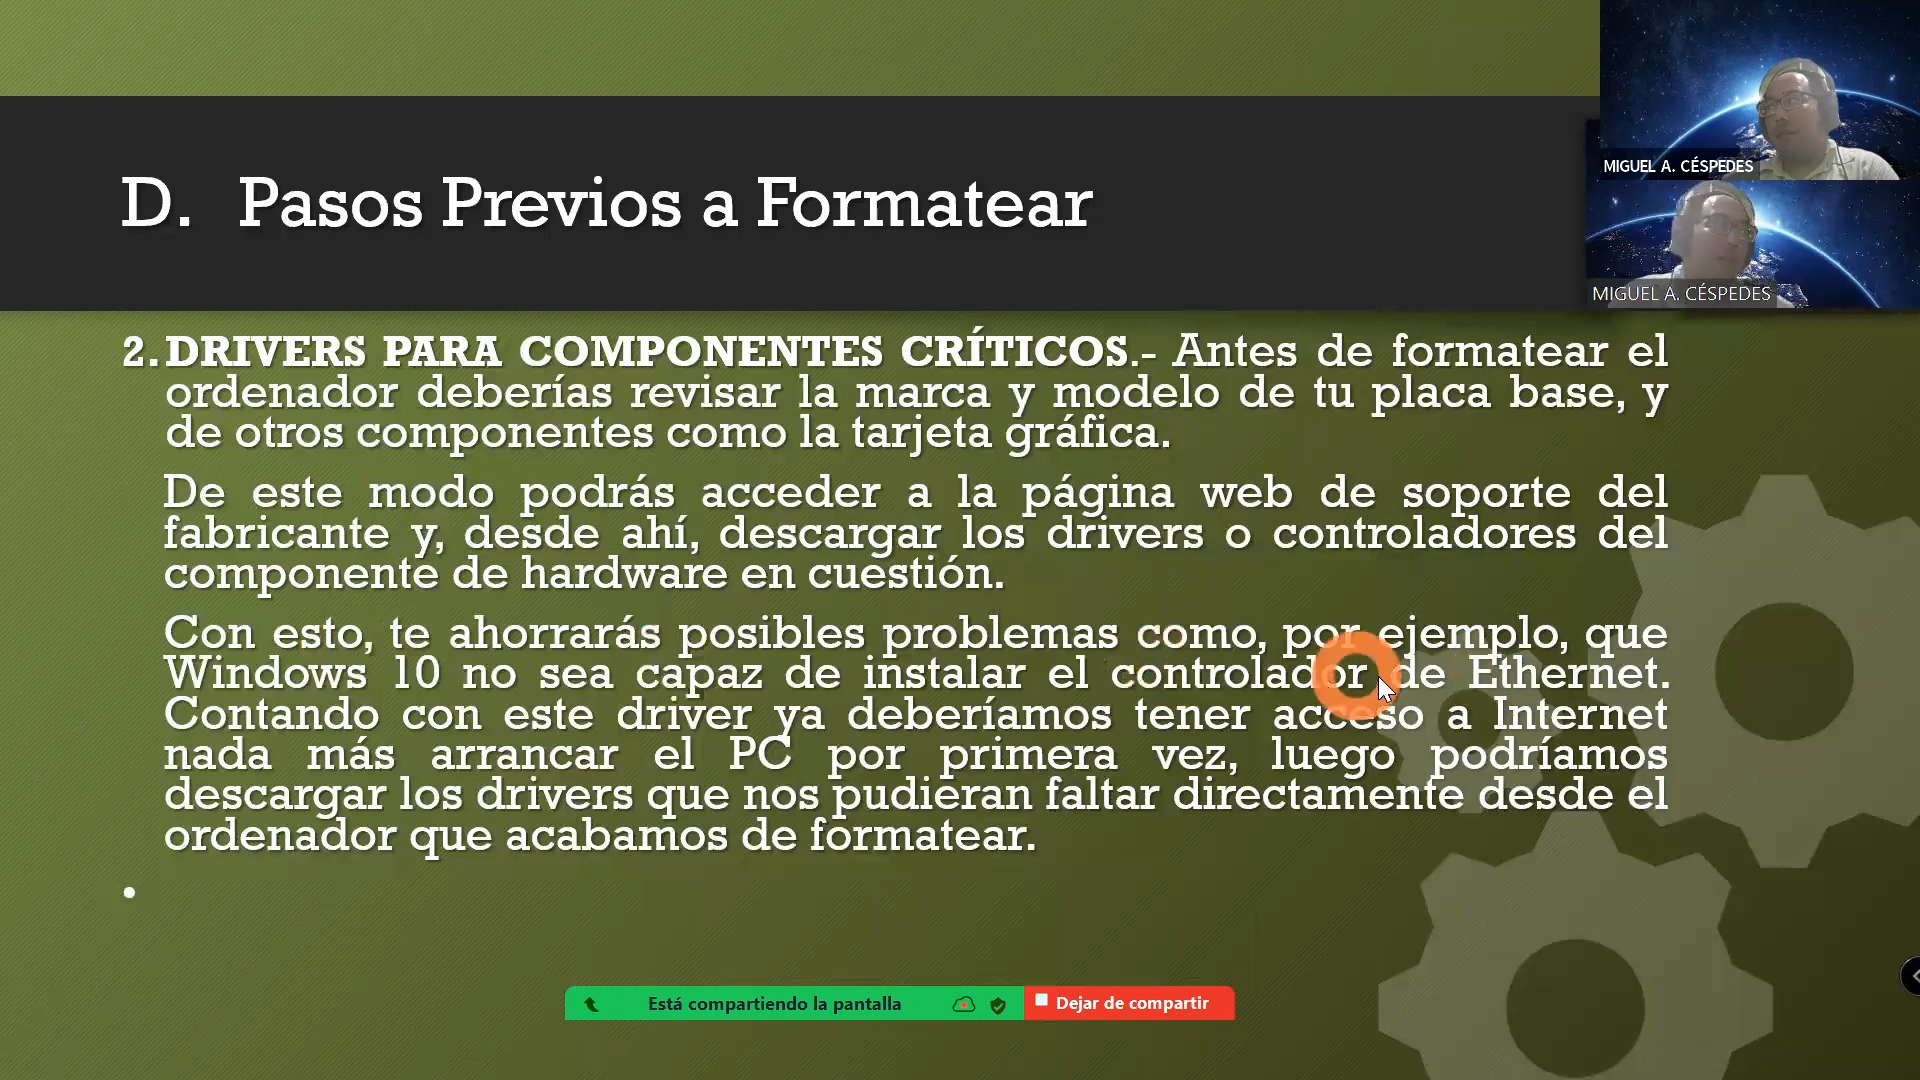 MIGUEL A. CÉSPEDES
D. Pasos Previos a Formatear
MIGUEL A. CÉSPEDES
2. DRIVERS PARA COMPONENTES CRÍTICOS.- Antes de formatear el
ordenador deberías revisar la marca y modelo de tu placa base, y
de otros componentes como la tarjeta gráfica.
De este modo podrás acceder a la página web de soporte del
fabricante y, desde ahí, descargar los drivers o controladores del
componente de hardware en cuestión.
Con esto, te ahorrarás posibles problemas como, por ejemplo, que
Windows 10 no sea capaz de instalar el controlador de Ethernet.
Contando con este driver ya deberíamos tener acceso a Internet
nada más arrancar el PC por primera vez, luego podríamos
descargar los drivers que nos pudieran faltar directamente desde el
ordenador que acabamos de formatear.
Está compartiendo la pantalla
Dejar de compartir